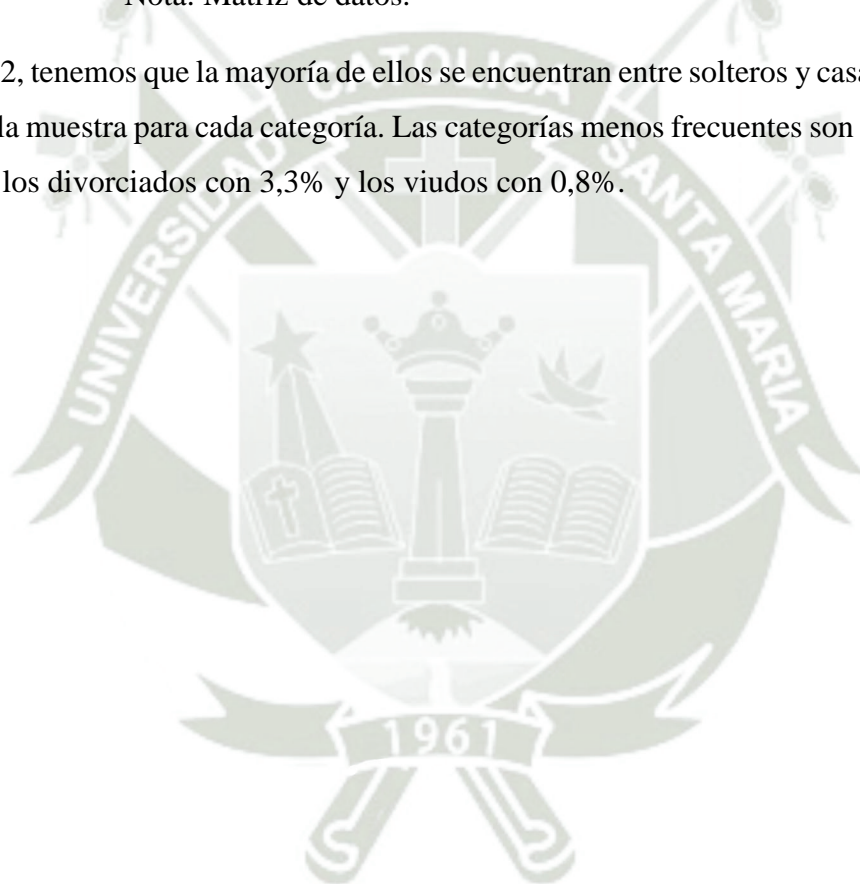 Nota: Matriz de datos.
2, tenemos que la mayoría de ellos se encuentran entre solteros y
la muestra para cada categoría. Las categorías menos frecuentes son
los divorciados con 3,3% y los viudos con 0,8%.
UNIVERSIDAD CATOLICA SANTA MARIA
1961